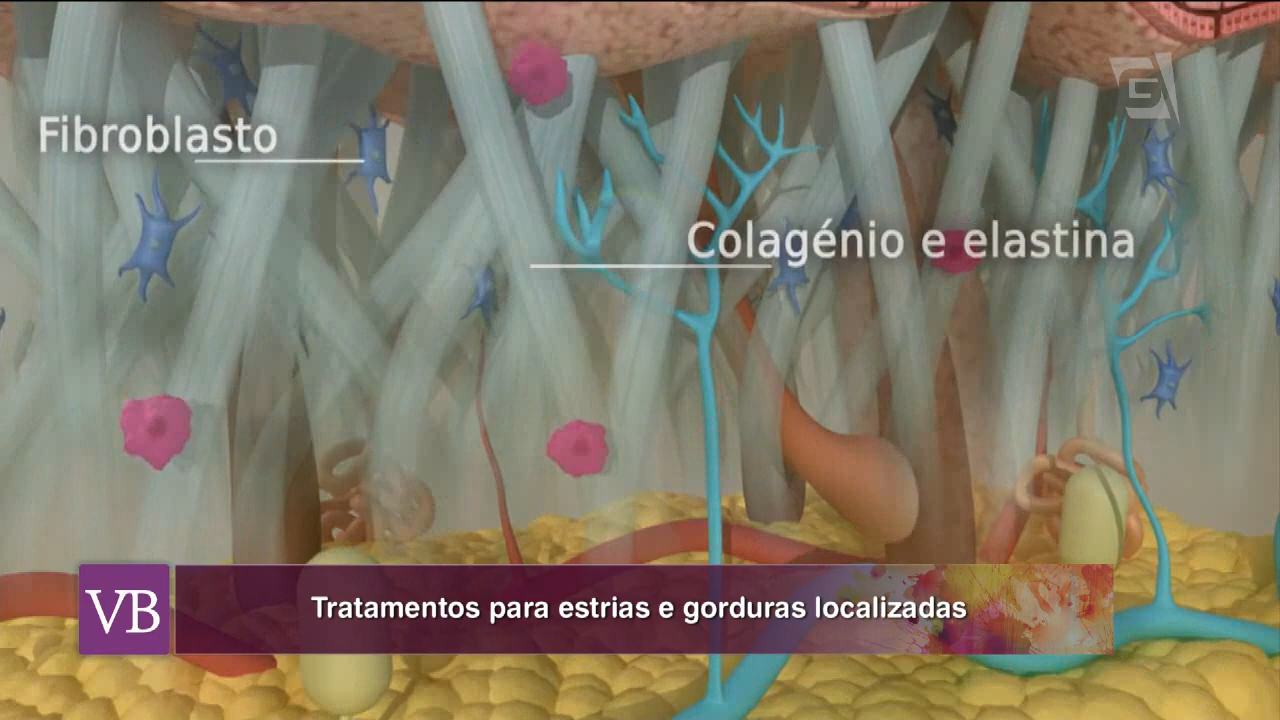 Fibroblasto
G
Colagénio e elastina
VB
Tratamentos para estrias e gorduras localizadas